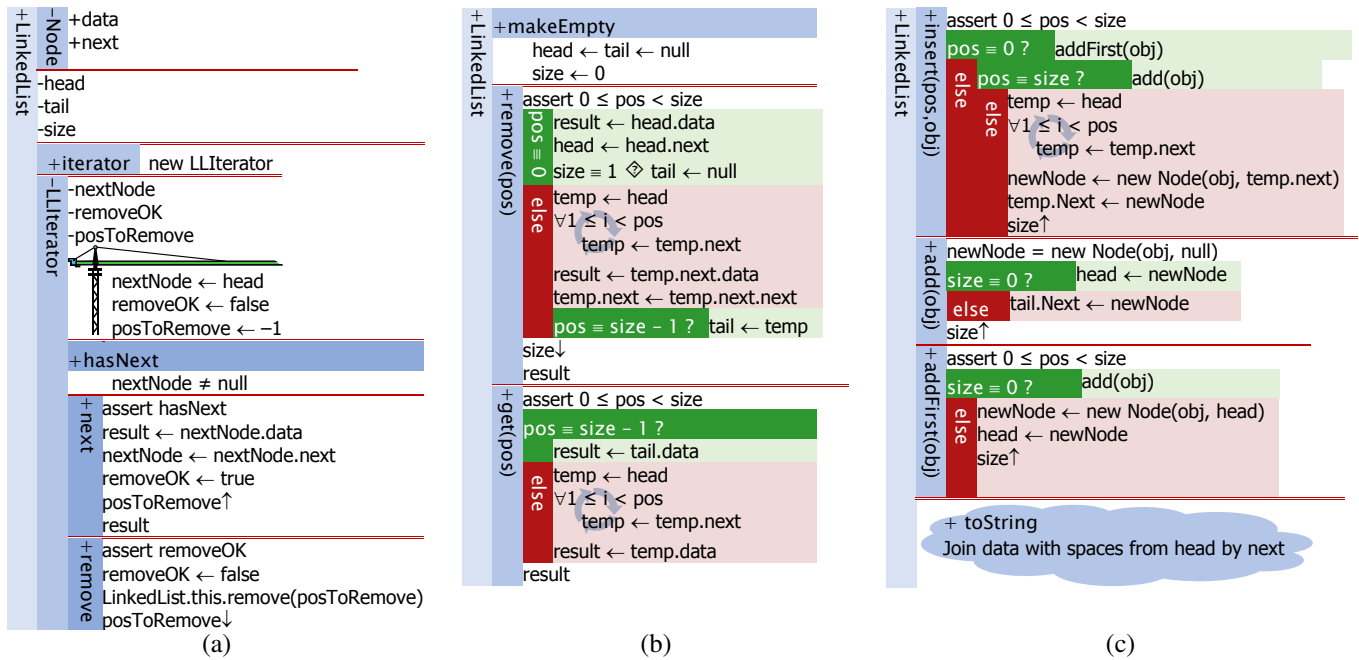 +LinkedList
-Node
+data
+next
-head
-tail
-size
+iterator new LLIterator
-LLIterator
-nextNode
-removeOK
-posToRemove
nextNode ← head
removeOK ← false
posToRemove ← –1
+hasNext
nextNode ≠ null
+next
assert hasNext
result ← nextNode.data
nextNode ← nextNode.next
removeOK ← true
posToRemove↑
result
+remove
assert removeOK
removeOK ← false
LinkedList.this.remove(posToRemove)
posToRemove↓
(a)
+LinkedList
+makeEmpty
head ← tail ← null
size ← 0
+remove(pos)
assert 0 ≤ pos < size
pos ≡ 0
result ← head.data
head ← head.next
size ≡ 1 ? tail ← null
else
temp ← head
∀1 ≤ i < pos
temp ← temp.next
result ← temp.next.data
temp.next ← temp.next.next
pos ≡ size – 1 ? tail ← temp
size↓
result
+get(pos)
assert 0 ≤ pos < size
pos ≡ size – 1 ?
result ← tail.data
else
temp ← head
∀1 ≤ i < pos
temp ← temp.next
result ← temp.data
result
(b)
+LinkedList
+insert(pos,obj)
assert 0 ≤ pos < size
pos ≡ 0 ? addFirst(obj)
else
pos ≡ size ? add(obj)
else
temp ← head
∀1 ≤ i < pos
temp ← temp.next
newNode ← new Node(obj, temp.next)
temp.Next ← newNode
size↑
+add(obj)
newNode = new Node(obj, null)
size ≡ 0 ? head ← newNode
else tail.Next ← newNode
size↑
+addFirst(obj)
assert 0 ≤ pos < size
size ≡ 0 ? add(obj)
else
newNode ← new Node(obj, head)
head ← newNode
size↑
+ toString
Join data with spaces from head by next
(c)